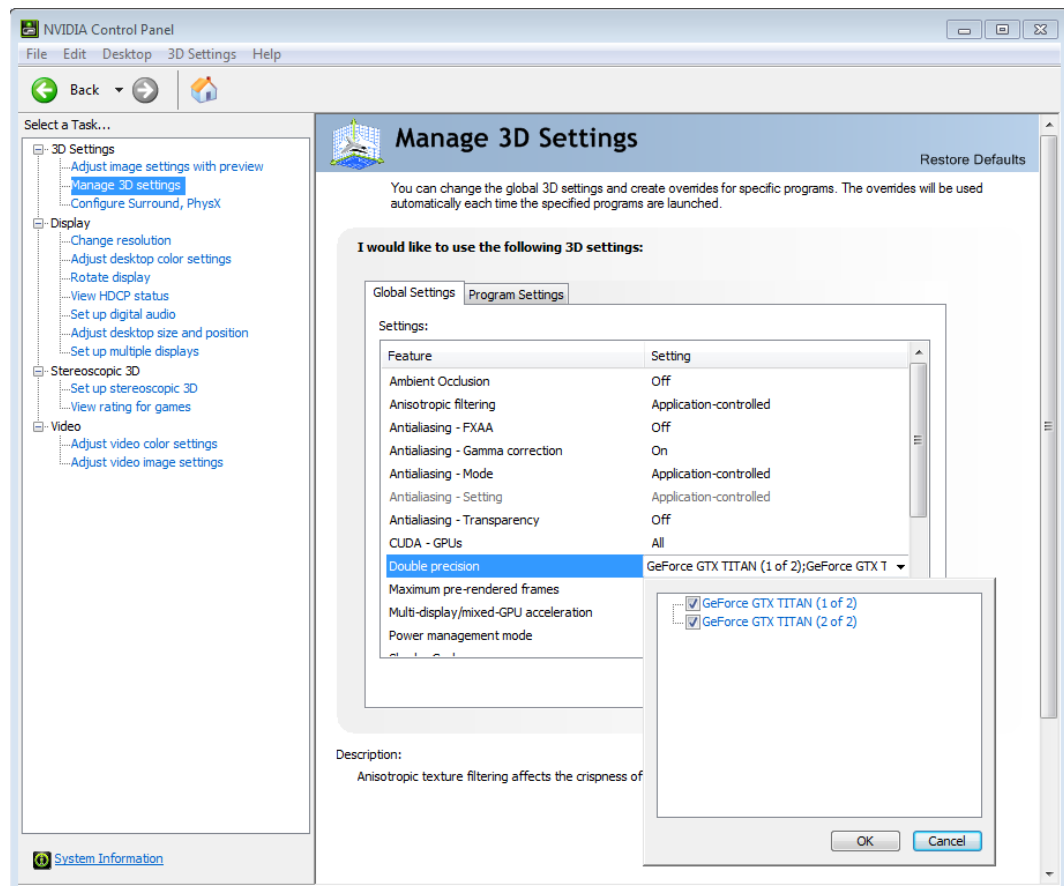 NVIDIA Control Panel
File Edit Desktop 3D Settings Help
Back
Select a Task...
3D Settings
Adjust image settings with preview
Manage 3D settings
Configure Surround, PhysX
Display
Change resolution
Adjust desktop color settings
Rotate display
View HDCP status
Set up digital audio
Adjust desktop size and position
Set up multiple displays
Stereoscopic 3D
Set up stereoscopic 3D
View rating for games
Video
Adjust video color settings
Adjust video image settings
System Information
Manage 3D Settings
Restore Defaults
You can change the global 3D settings and create overrides for specific programs. The overrides will be used
automatically each time the specified programs are launched.
I would like to use the following 3D settings:
Global Settings Program Settings
Settings:
Feature Setting
Ambient Occlusion Off
Anisotropic filtering Application-controlled
Antialiasing - FXAA Off
Antialiasing - Gamma correction On
Antialiasing - Mode Application-controlled
Antialiasing - Setting Application-controlled
Antialiasing - Transparency Off
CUDA - GPUs All
Double precision GeForce GTX TITAN (1 of 2);GeForce GTX T
Maximum pre-rendered frames
Multi-display/mixed-GPU acceleration
Power management mode
GeForce GTX TITAN (1 of 2)
GeForce GTX TITAN (2 of 2)
OK Cancel
Description:
Anisotropic texture filtering affects the crispness of